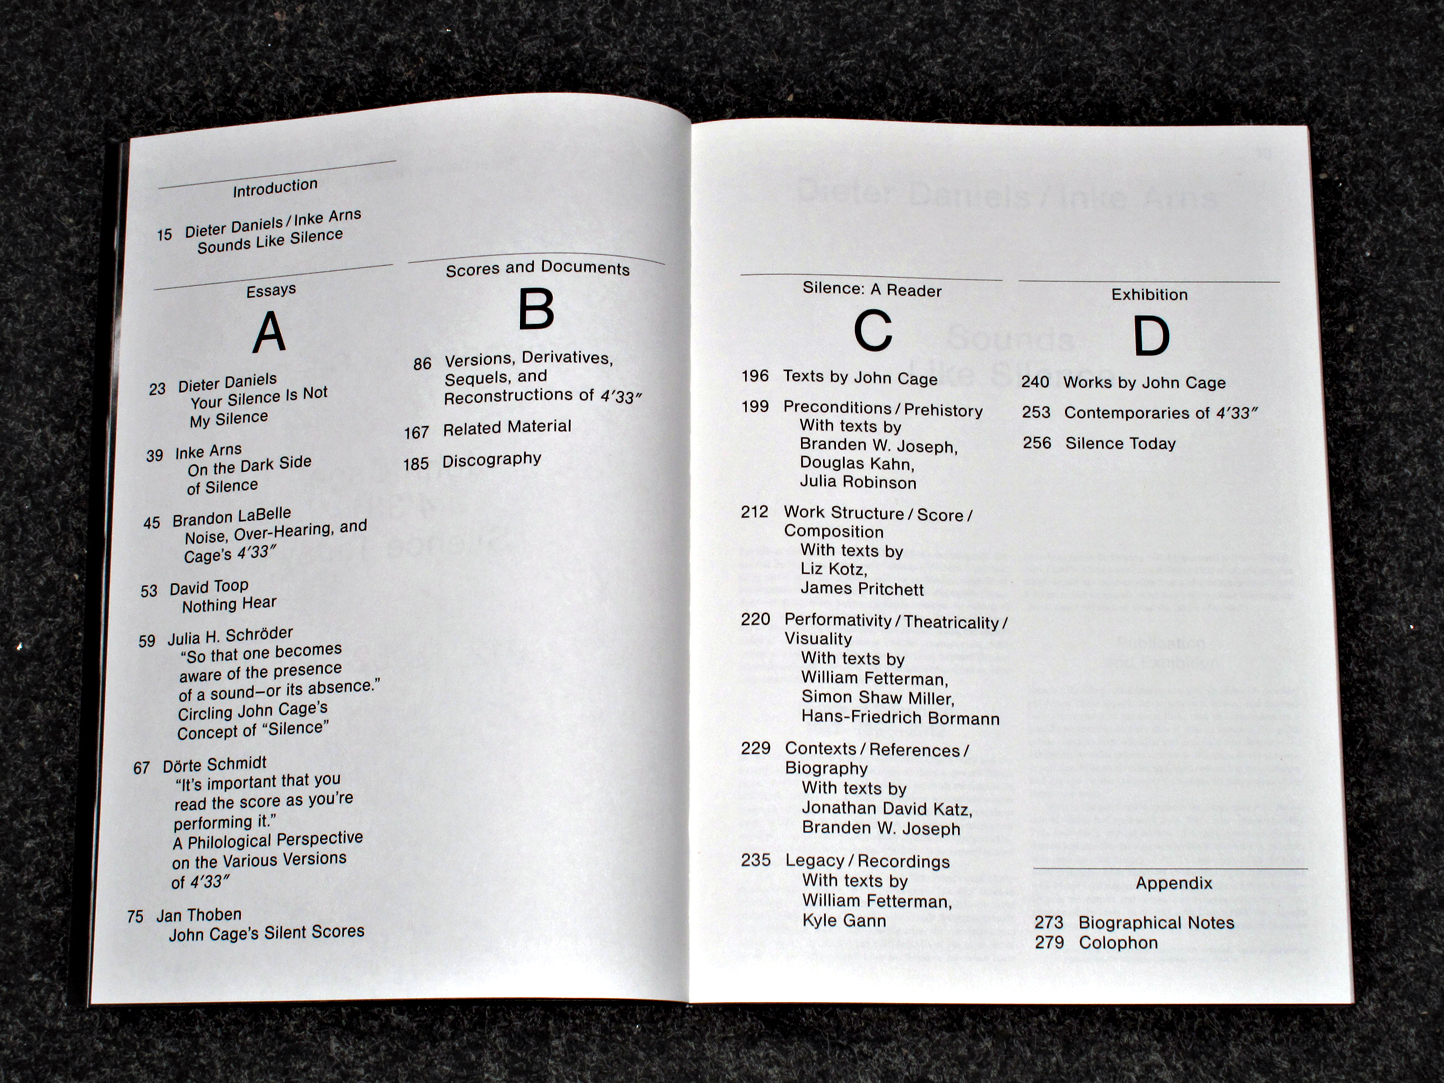 Introduction
15 Dieter Daniels / Inke Arns
Sounds Like Silence
Essays
A
23 Dieter Daniels
Your Silence Is Not
My Silence
39 Inke Arns
On the Dark Side
of Silence
45 Brandon LaBelle
Noise, Over-Hearing, and
Cage’s 4′33″
53 David Toop
Nothing Hear
59 Julia H. Schröder
“So that one becomes
aware of the presence
of a sound–or its absence.”
Circling John Cage’s
Concept of “Silence”
67 Dörte Schmidt
“It’s important that you
read the score as you’re
performing it.”
A Philological Perspective
on the Various Versions
of 4′33″
75 Jan Thoben
John Cage’s Silent Scores
Scores and Documents
B
86 Versions, Derivatives,
Sequels, and
Reconstructions of 4′33″
167 Related Material
185 Discography
Silence: A Reader
C
196 Texts by John Cage
199 Preconditions / Prehistory
With texts by
Branden W. Joseph,
Douglas Kahn,
Julia Robinson
212 Work Structure / Score /
Composition
With texts by
Liz Kotz,
James Pritchett
220 Performativity / Theatricality /
Visuality
With texts by
William Fetterman,
Simon Shaw Miller,
Hans-Friedrich Bormann
229 Contexts / References /
Biography
With texts by
Jonathan David Katz,
Branden W. Joseph
235 Legacy / Recordings
With texts by
William Fetterman,
Kyle Gann
Exhibition
D
240 Works by John Cage
253 Contemporaries of 4′33″
256 Silence Today
Appendix
273 Biographical Notes
279 Colophon
Dieter Daniels / Inke Arns
Sounds
Like Silence